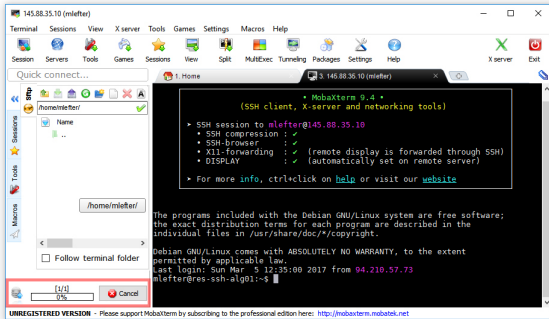 145.88.35.10 (mlefter)
Terminal Sessions View X server Tools Games Settings Macros Help
Session Servers Tools Games Sessions View Split MultiExec Tunneling Packages Settings Help X server Exit
Quick connect...
1. Home
3. 145.88.35.10 (mlefter)
Sessions
Tools
Macros
Sftp
/home/mlefter/
Name
..
/home/mlefter/
Follow terminal folder
[1/1]
0%
Cancel
• MobaXterm 9.4 •
(SSH client, X-server and networking tools)
➤ SSH session to mlefter@145.88.35.10
• SSH compression : ✔
• SSH-browser : ✔
• X11-forwarding : ✔ (remote display is forwarded through SSH)
• DISPLAY : ✔ (automatically set on remote server)
➤ For more info, ctrl+click on help or visit our website
The programs included with the Debian GNU/Linux system are free software;
the exact distribution terms for each program are described in the
individual files in /usr/share/doc/*/copyright.
Debian GNU/Linux comes with ABSOLUTELY NO WARRANTY, to the extent
permitted by applicable law.
Last login: Sun Mar 5 12:35:00 2017 from 94.210.57.73
mlefter@res-ssh-alg01:~$
UNREGISTERED VERSION - Please support MobaXterm by subscribing to the professional edition here: http://mobaxterm.mobatek.net